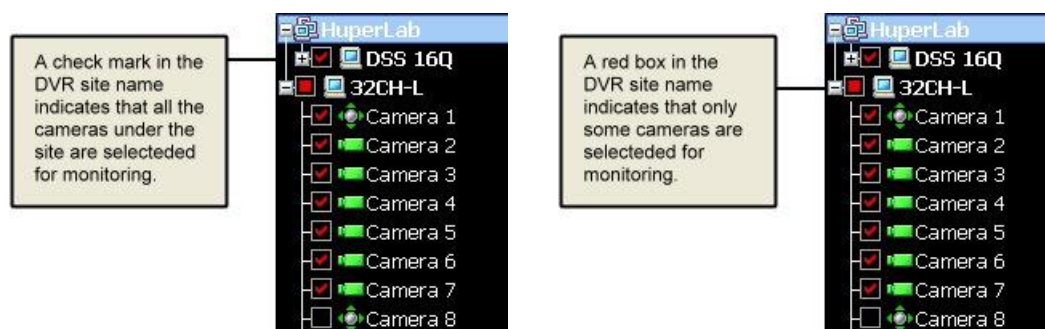 A check mark in the
DVR site name
indicates that all the
cameras under the
site are selecteded
for monitoring.
HuperLab
DSS 16Q
32CH-L
Camera 1
Camera 2
Camera 3
Camera 4
Camera 5
Camera 6
Camera 7
Camera 8
A red box in the
DVR site name
indicates that only
some cameras are
selecteded for
monitoring.
HuperLab
DSS 16Q
32CH-L
Camera 1
Camera 2
Camera 3
Camera 4
Camera 5
Camera 6
Camera 7
Camera 8